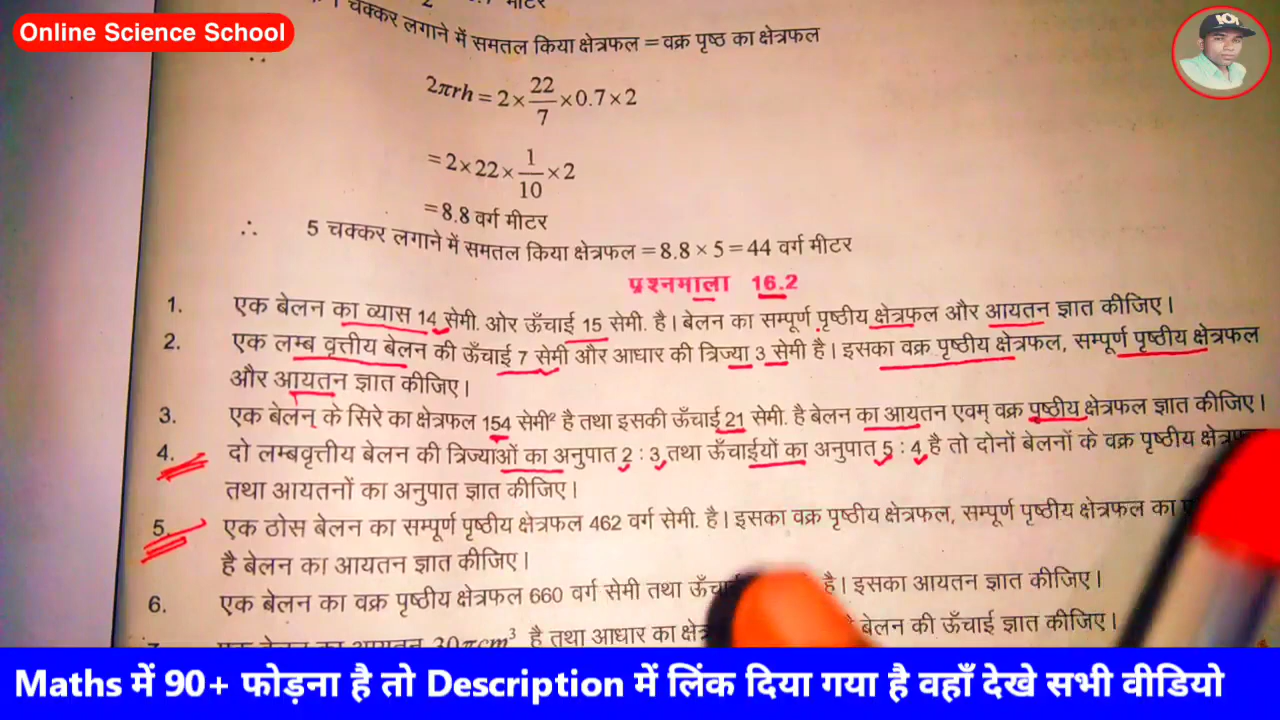 Online Science School
चक्कर लगाने में समतल किया क्षेत्रफल = वक्र पृष्ठ का क्षेत्रफल
2πrh = 2 × 22/7 × 0.7 × 2
= 2 × 22 × 1/10 × 2
= 8.8 वर्ग मीटर
∴ 5 चक्कर लगाने में समतल किया क्षेत्रफल = 8.8 × 5 = 44 वर्ग मीटर
प्रश्नमाला 16.2
1. एक बेलन का व्यास 14 सेमी. ओर ऊँचाई 15 सेमी. है। बेलन का सम्पूर्ण पृष्ठीय क्षेत्रफल और आयतन ज्ञात कीजिए।
2. एक लम्ब वृत्तीय बेलन की ऊँचाई 7 सेमी और आधार की त्रिज्या 3 सेमी है। इसका वक्र पृष्ठीय क्षेत्रफल, सम्पूर्ण पृष्ठीय क्षेत्रफल
और आयतन ज्ञात कीजिए।
3. एक बेलन के सिरे का क्षेत्रफल 154 सेमी² है तथा इसकी ऊँचाई 21 सेमी. है बेलन का आयतन एवम् वक्र पृष्ठीय क्षेत्रफल ज्ञात कीजिए।
4. दो लम्बवृत्तीय बेलन की त्रिज्याओं का अनुपात 2 : 3 तथा ऊँचाईयों का अनुपात 5 : 4 है तो दोनों बेलनों के वक्र पृष्ठीय
तथा आयतनों का अनुपात ज्ञात कीजिए।
5. एक ठोस बेलन का सम्पूर्ण पृष्ठीय क्षेत्रफल 462 वर्ग सेमी. है। इसका वक्र पृष्ठीय क्षेत्रफल, सम्पूर्ण पृष्ठीय क्षेत्रफल का
है बेलन का आयतन ज्ञात कीजिए।
6. एक बेलन का वक्र पृष्ठीय क्षेत्रफल 660 वर्ग सेमी तथा है। इसका आयतन ज्ञात कीजिए।
30πcm³ है तथा आधार का बेलन की ऊँचाई ज्ञात कीजिए।
Maths में 90+ फोड़ना है तो Description में लिंक दिया गया है वहाँ देखे सभी वीडियो